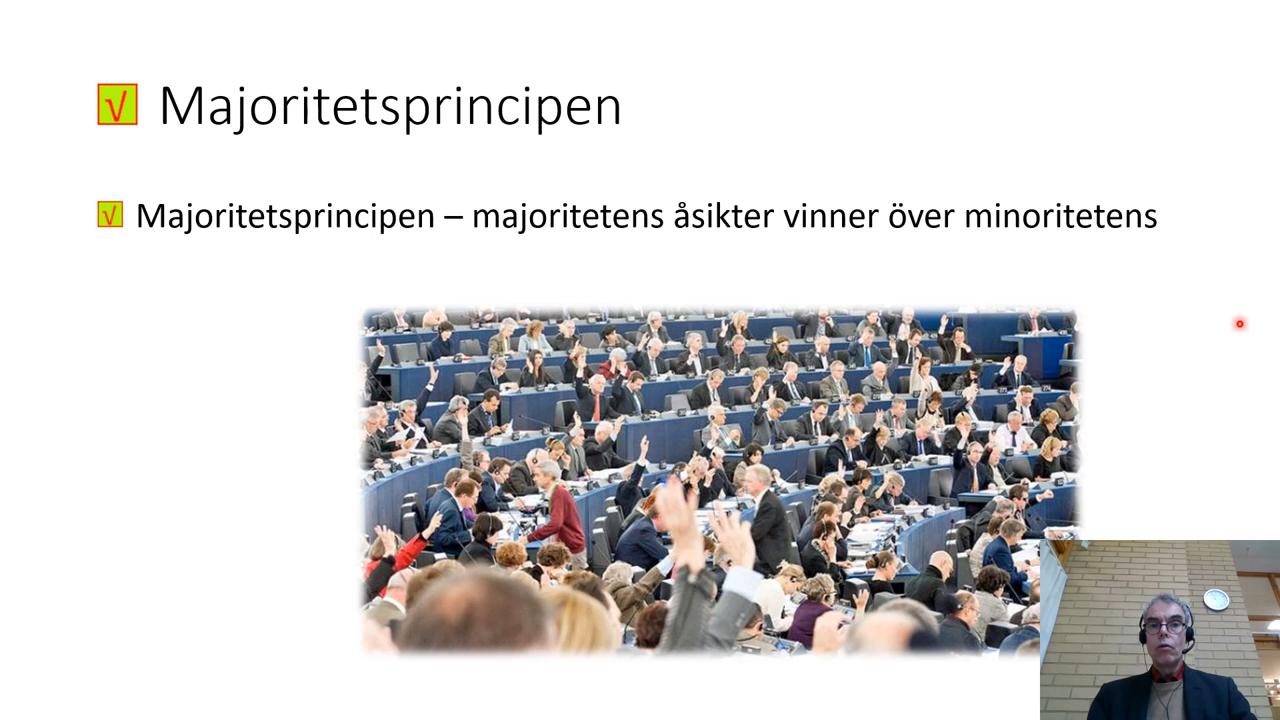 √ Majoritetsprincipen
√ Majoritetsprincipen – majoritetens åsikter vinner över minoritetens